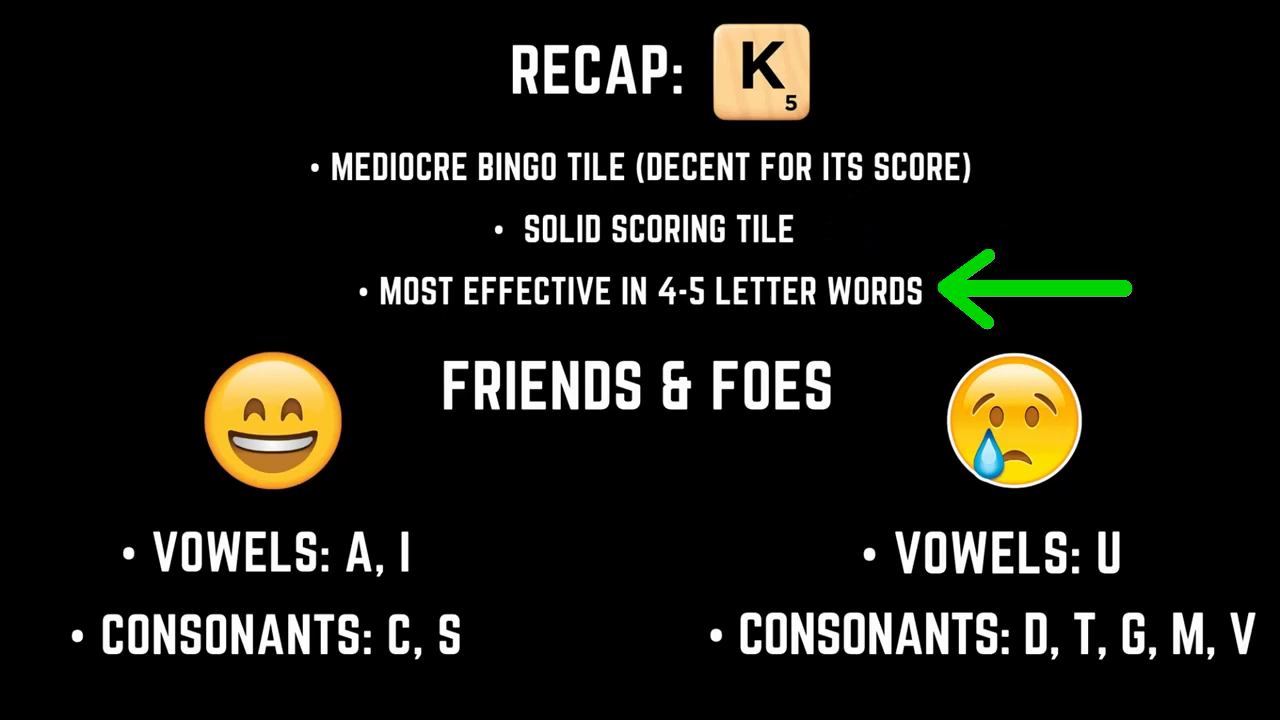 RECAP: K 5
• MEDIOCRE BINGO TILE (DECENT FOR ITS SCORE)
• SOLID SCORING TILE
• MOST EFFECTIVE IN 4-5 LETTER WORDS
FRIENDS & FOES
• VOWELS: A, I
• CONSONANTS: C, S
• VOWELS: U
• CONSONANTS: D, T, G, M, V